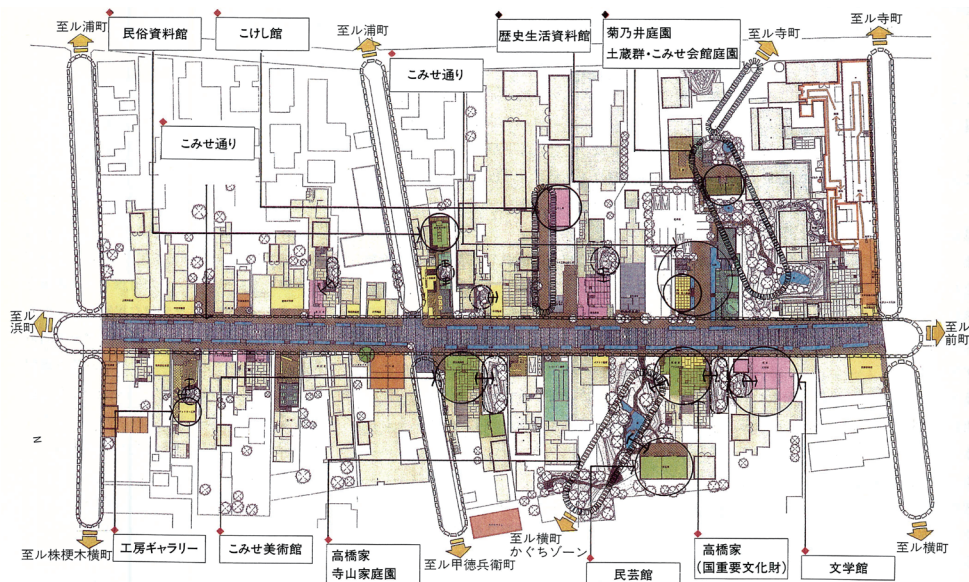 至ル浦町
民俗資料館
こけし館
至ル浦町
歴史生活資料館
菊乃井庭園
土蔵群・こみせ会館庭園
至ル寺町
至ル寺町
こみせ通り
こみせ通り
至ル
浜町
至ル
前町
N
至ル株梗木横町
工房ギャラリー
こみせ美術館
高橋家
寺山家庭園
至ル甲徳兵衛町
至ル横町
かぐちゾーン
民芸館
高橋家
(国重要文化財)
文学館
至ル横町